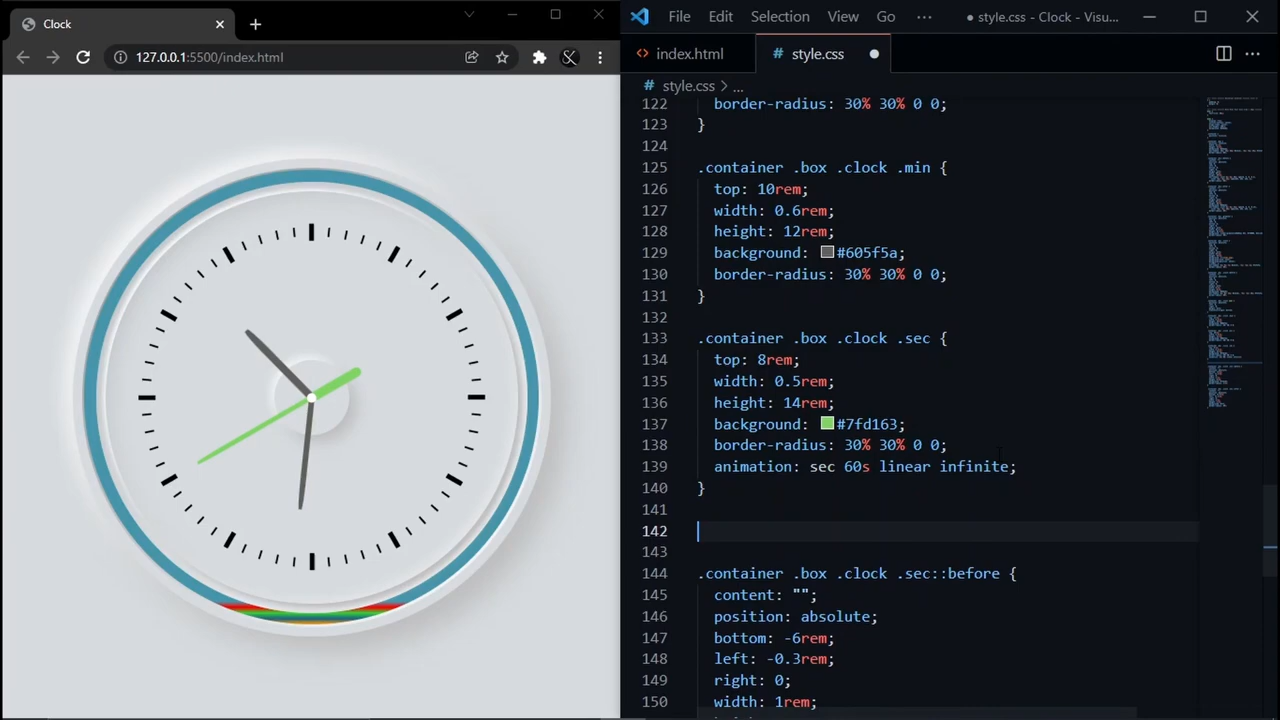 Clock
127.0.0.1:5500/index.html
File Edit Selection View Go ···
● style.css - Clock - Visu...
<> index.html
# style.css ●
# style.css > ...
122 border-radius: 30% 30% 0 0;
123 }
124
125 .container .box .clock .min {
126 top: 10rem;
127 width: 0.6rem;
128 height: 12rem;
129 background: #605f5a;
130 border-radius: 30% 30% 0 0;
131 }
132
133 .container .box .clock .sec {
134 top: 8rem;
135 width: 0.5rem;
136 height: 14rem;
137 background: #7fd163;
138 border-radius: 30% 30% 0 0;
139 animation: sec 60s linear infinite;
140 }
141
142
143
144 .container .box .clock .sec::before {
145 content: "";
146 position: absolute;
147 bottom: -6rem;
148 left: -0.3rem;
149 right: 0;
150 width: 1rem;